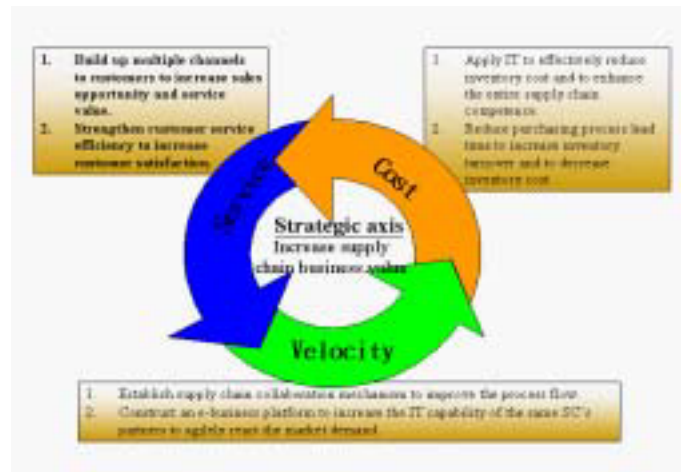 1. Build up multiple channels
to customers to increase sales
opportunity and service
value.
2. Strengthen customer service
efficiency to increase
customer satisfaction.
1. Apply IT to effectively reduce
inventory cost and to enhance
the entire supply chain
competence.
2. Reduce purchasing process lead
time to increase inventory
turnover and to decrease
inventory cost.
Service
Cost
Strategic axis
Increase supply
chain business value
Velocity
1. Establish supply chain collaboration mechanism to improve the process flow.
2. Construct an e-business platform to increase the IT capability of the same SC's
partners to agilely react the market demand.